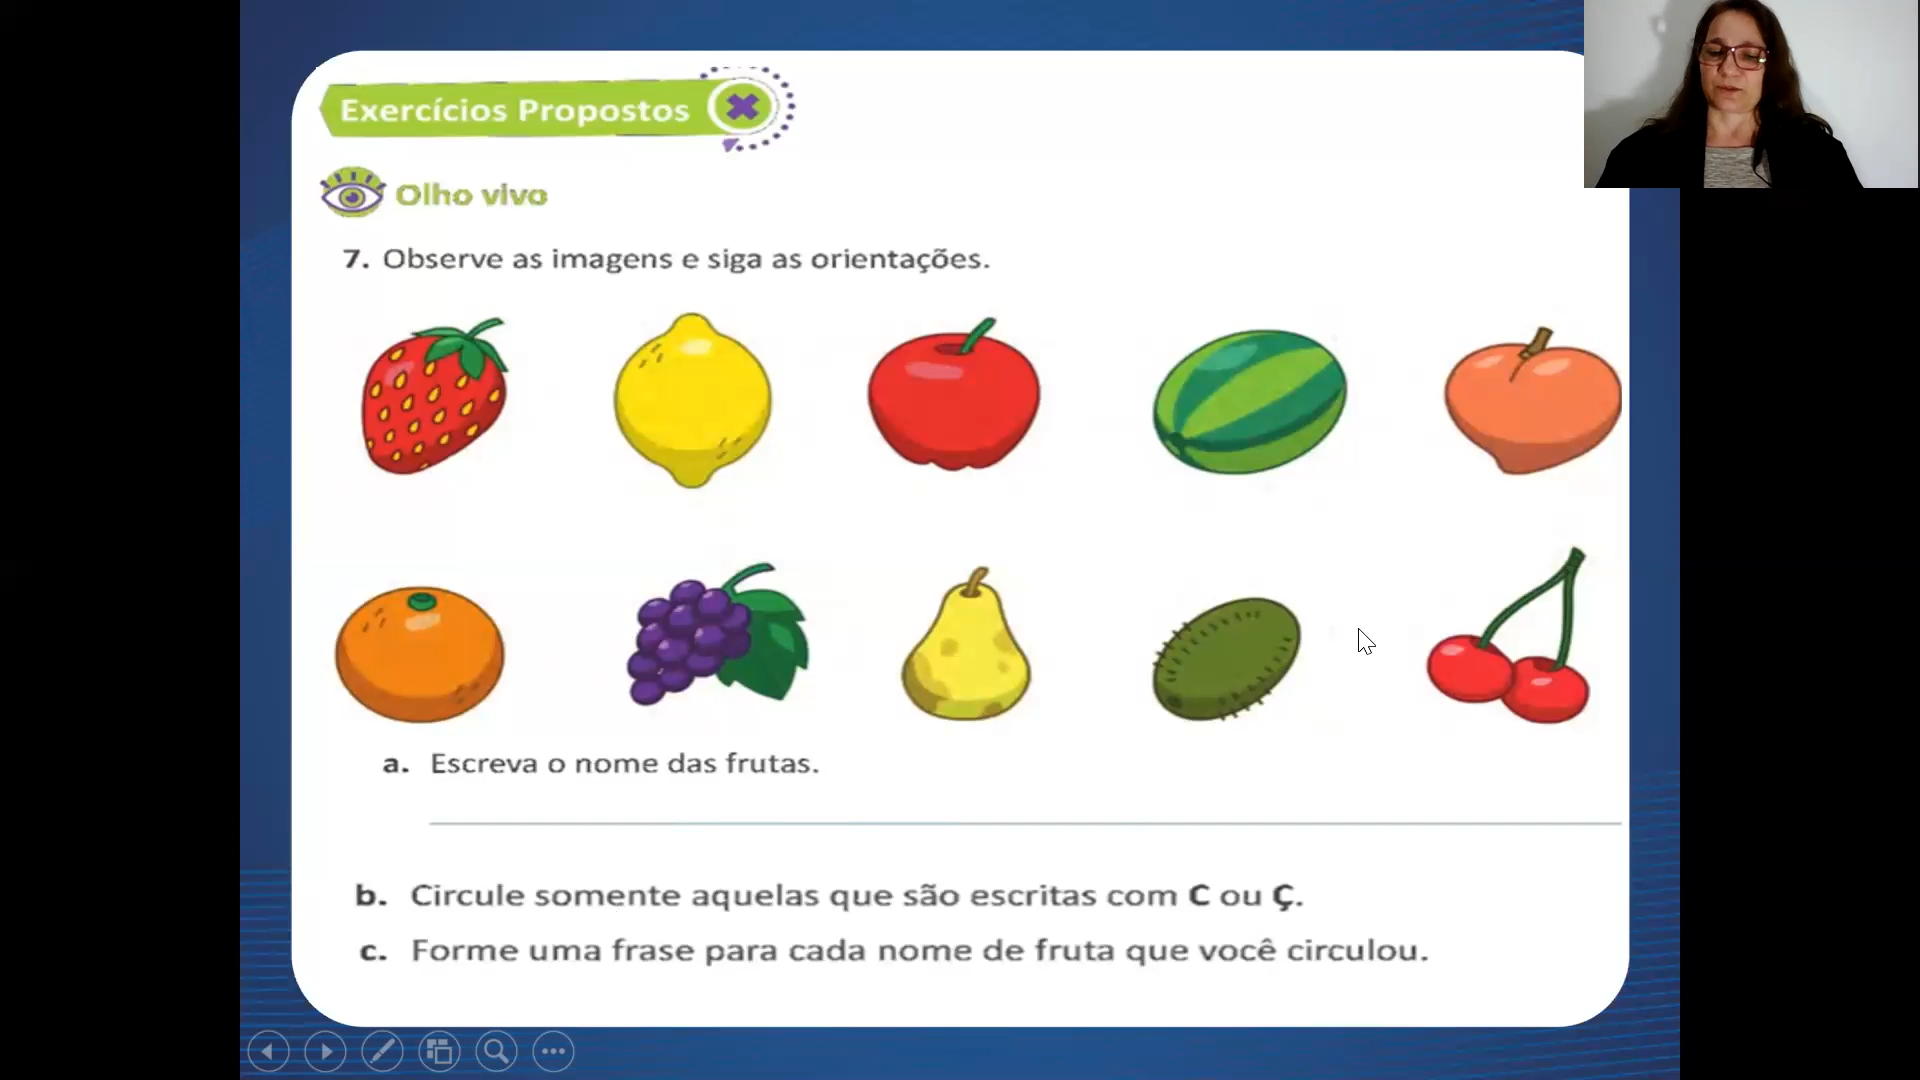 Exercícios Propostos
Olho vivo
7. Observe as imagens e siga as orientações.
a. Escreva o nome das frutas.
b. Circule somente aquelas que são escritas com C ou Ç.
c. Forme uma frase para cada nome de fruta que você circulou.